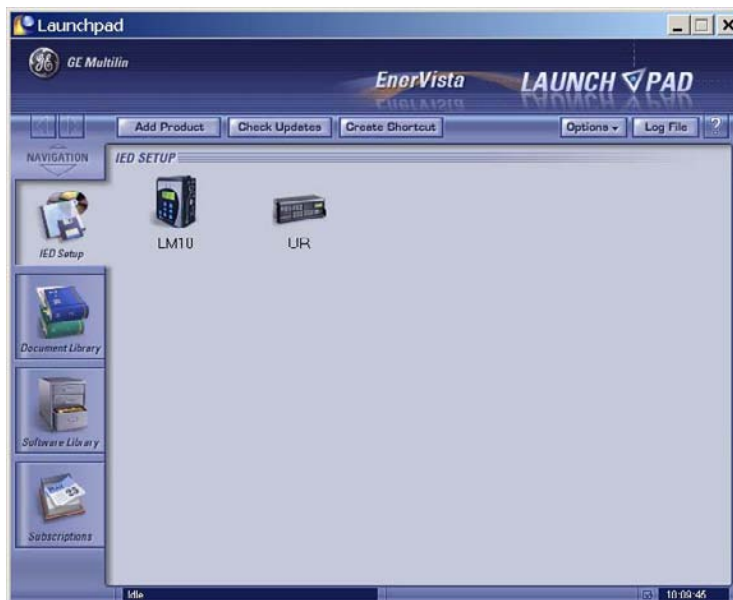 Launchpad
GE Multilin
EnerVista LAUNCH PAD
Add Product Check Updates Create Shortcut Options Log File ?
NAVIGATION
IED SETUP
IED Setup
LM10 UR
Document Library
Software Library
Subscriptions
Idle 10:09:45